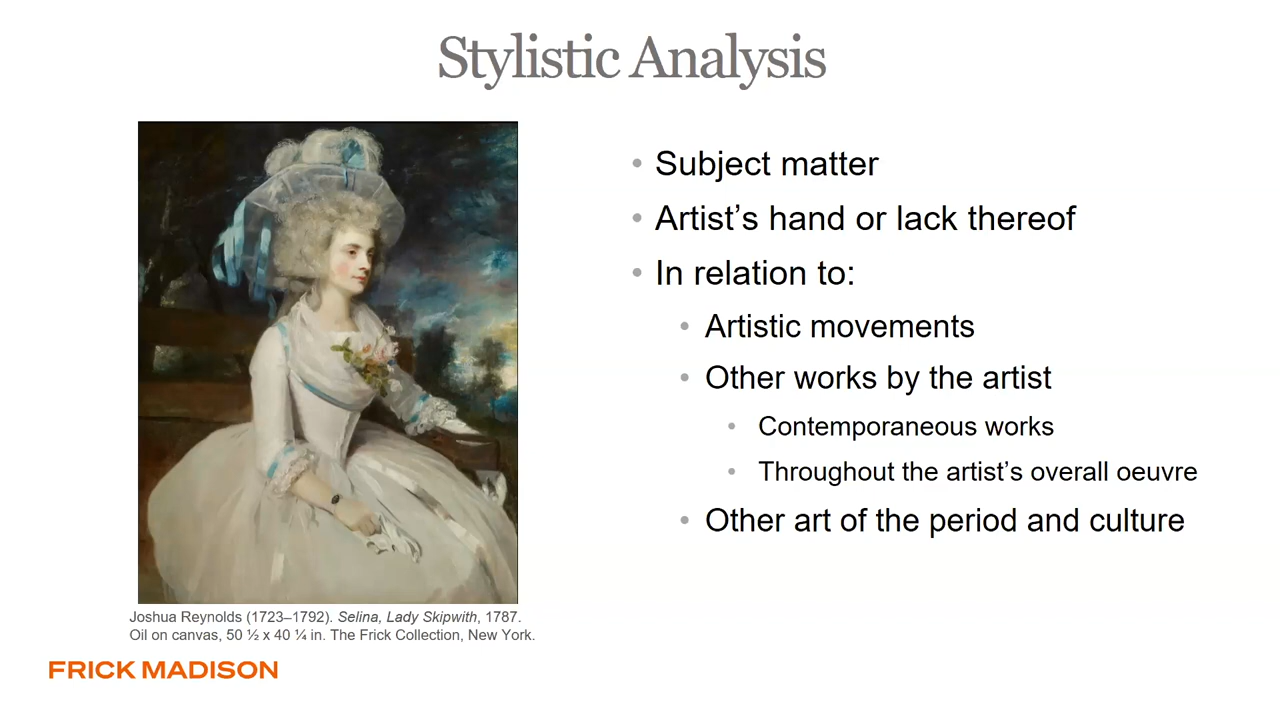 Stylistic Analysis
• Subject matter
• Artist’s hand or lack thereof
• In relation to:
• Artistic movements
• Other works by the artist
• Contemporaneous works
• Throughout the artist’s overall oeuvre
• Other art of the period and culture
Joshua Reynolds (1723–1792). Selina, Lady Skipwith, 1787.
Oil on canvas, 50 ½ x 40 ¼ in. The Frick Collection, New York.
FRICK MADISON